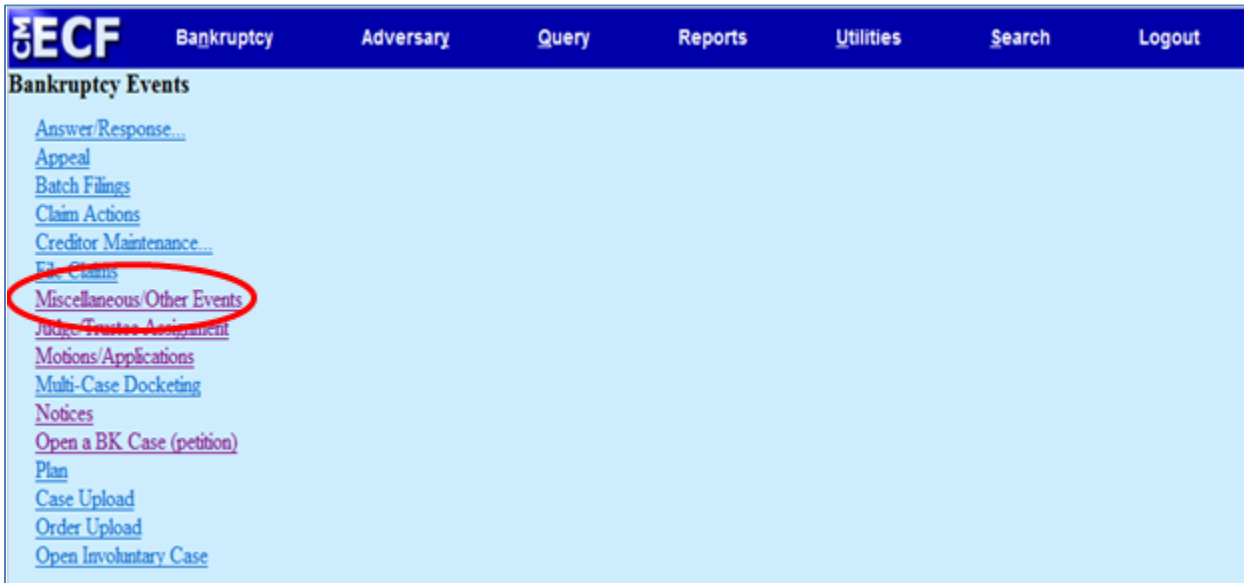 CM ECF Bankruptcy Adversary Query Reports Utilities Search Logout
Bankruptcy Events
Answer/Response...
Appeal
Batch Filings
Claim Actions
Creditor Maintenance...
File Claims
Miscellaneous/Other Events
Judge/Trustee Assignment
Motions/Applications
Multi-Case Docketing
Notices
Open a BK Case (petition)
Plan
Case Upload
Order Upload
Open Involuntary Case